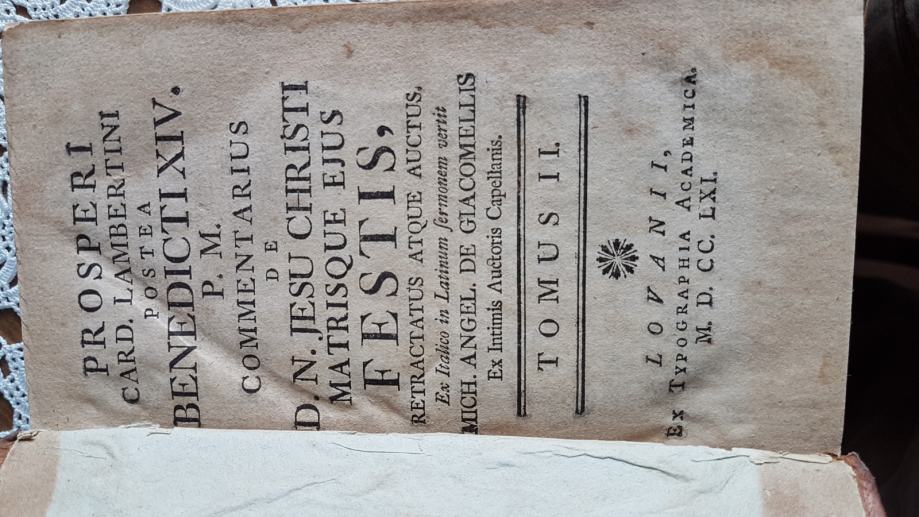 PROSPERI
CARD. LAMBERTINI
POSTEA
BENEDICTI XIV.
P. M.
COMMENTARIUS
DE
D. N. JESU CHRISTI
MATRISQUE EJUS
FESTIS,
RETRACTATUS ATQUE AUCTUS.
Ex Italico in Latinum ſermonem vertit
MICH. ANGEL. DE GIACOMELLIS
Ex Intimis Auctoris Capellanis.
TOMUS II.
LOVANII,
Ex TYPOGRAPHIA ACADEMICA.
M. D. CC. LXI.